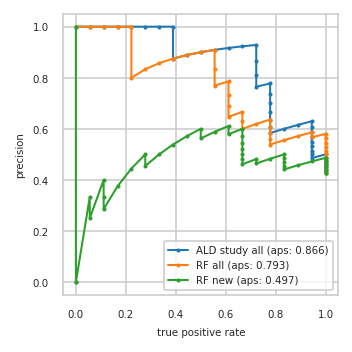 1.0
0.8
0.6
0.4
0.2
0.0
precision
0.0 0.2 0.4 0.6 0.8 1.0
true positive rate
ALD study all (aps: 0.866)
RF all (aps: 0.793)
RF new (aps: 0.497)